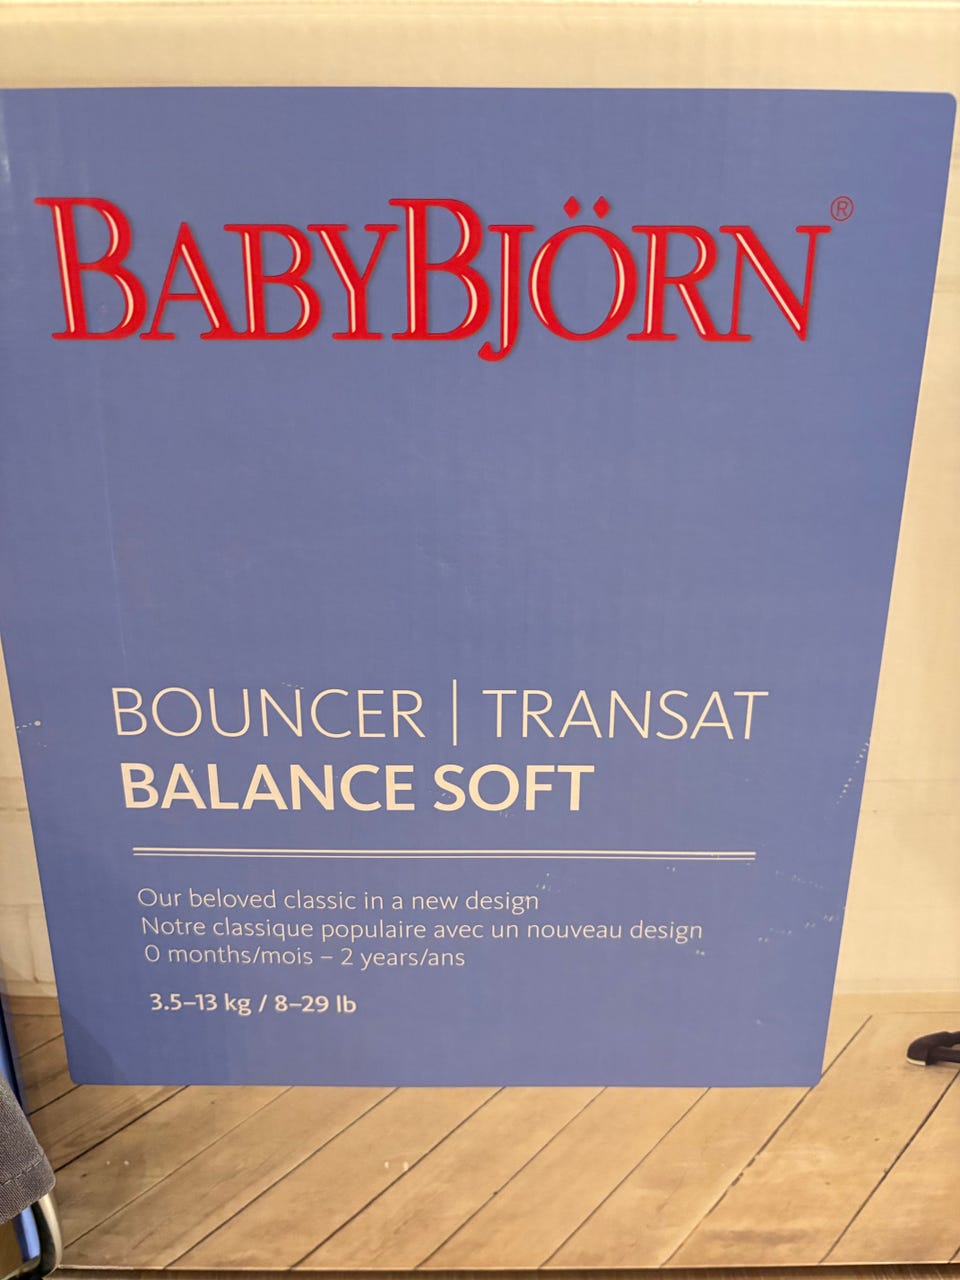 BABYBJÖRN®
BOUNCER | TRANSAT
BALANCE SOFT
Our beloved classic in a new design
Notre classique populaire avec un nouveau design
0 months/mois – 2 years/ans
3.5–13 kg / 8–29 lb